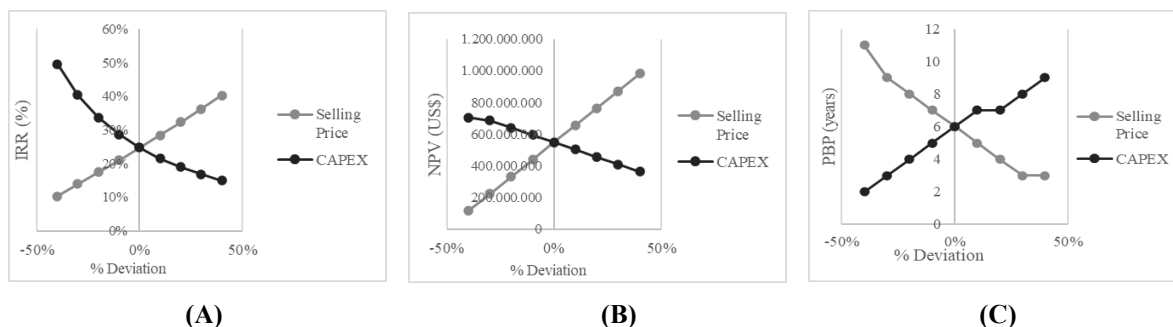 60%
50%
40%
30%
20%
10%
0%
-50%
0%
50%
IRR (%)
% Deviation
Selling
Price
CAPEX
(A)
1.200.000.000
1.000.000.000
800.000.000
600.000.000
400.000.000
200.000.000
0
-50%
0%
50%
NPV (US$)
% Deviation
Selling
Price
CAPEX
(B)
12
10
8
6
4
2
0
-50%
0%
50%
PBP (years)
% Deviation
Selling
Price
CAPEX
(C)